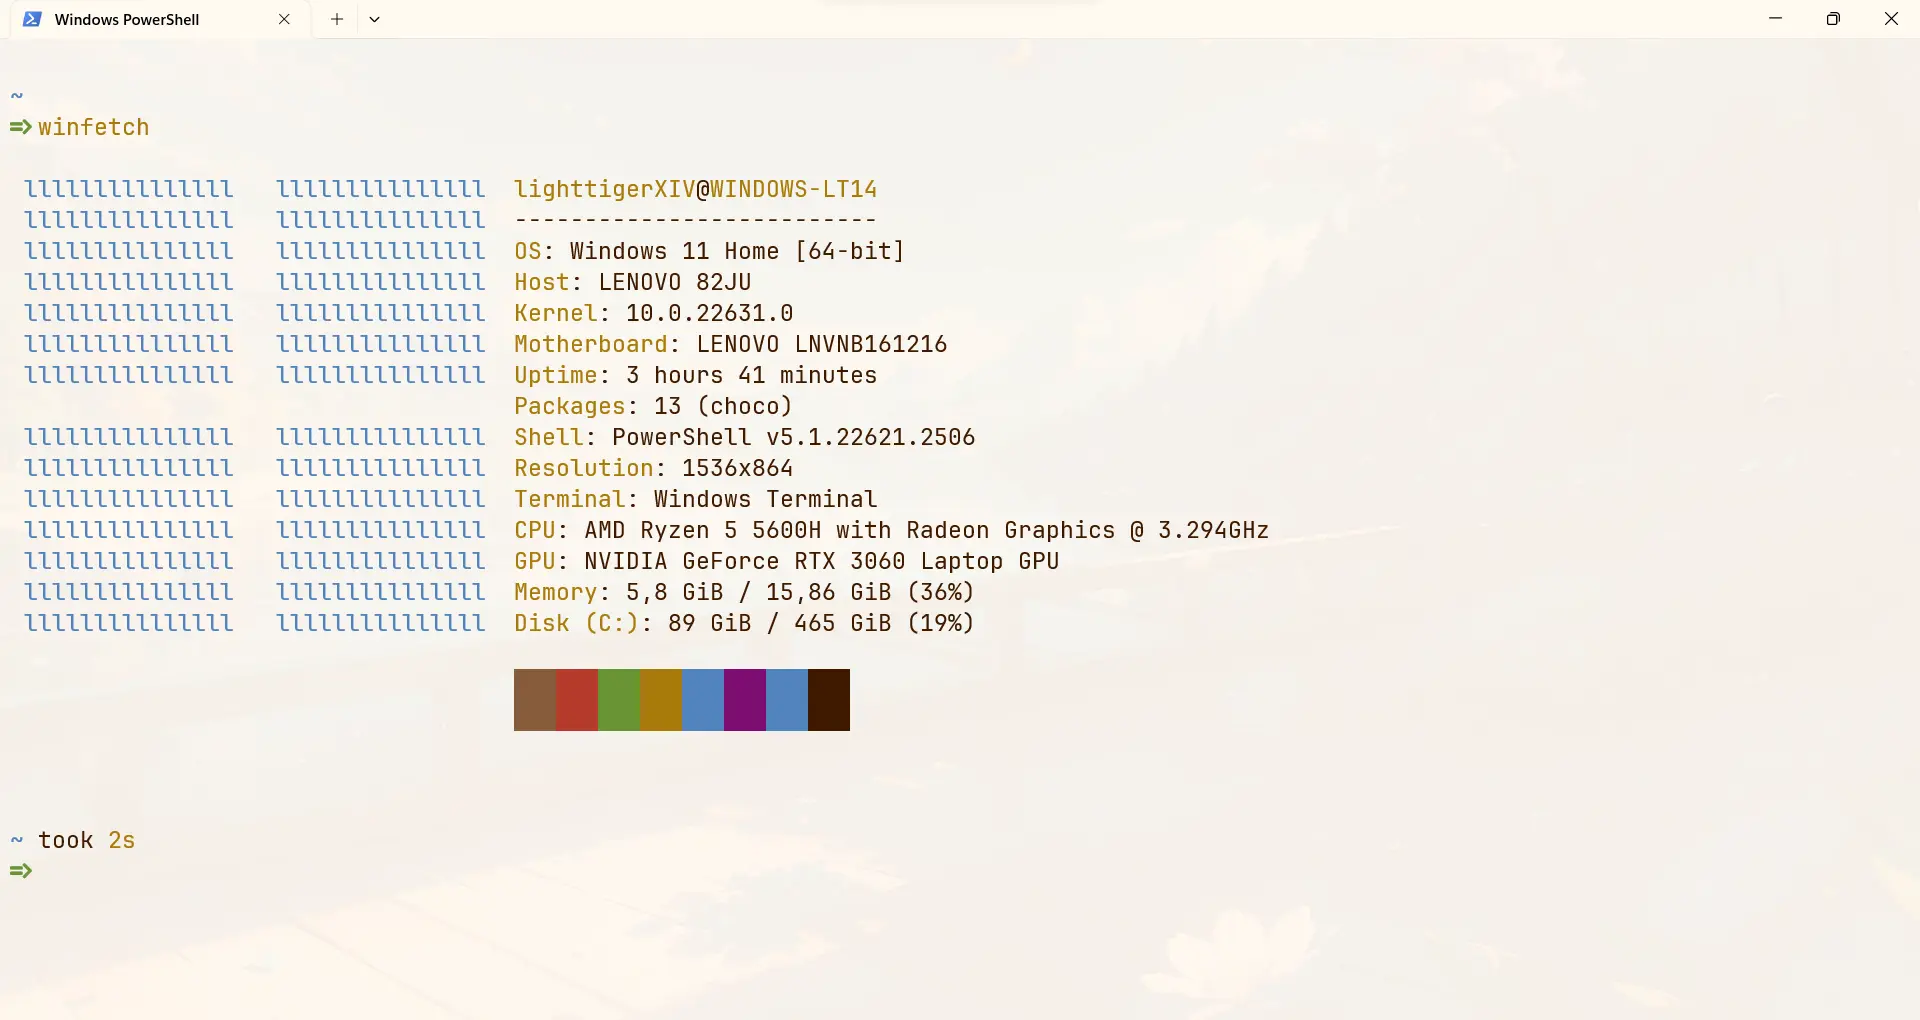 Windows PowerShell
~
=> winfetch
lllllllllllllll   lllllllllllllll  lighttigerXIV@WINDOWS-LT14
lllllllllllllll   lllllllllllllll  --------------------------
lllllllllllllll   lllllllllllllll  OS: Windows 11 Home [64-bit]
lllllllllllllll   lllllllllllllll  Host: LENOVO 82JU
lllllllllllllll   lllllllllllllll  Kernel: 10.0.22631.0
lllllllllllllll   lllllllllllllll  Motherboard: LENOVO LNVNB161216
lllllllllllllll   lllllllllllllll  Uptime: 3 hours 41 minutes
Packages: 13 (choco)
lllllllllllllll   lllllllllllllll  Shell: PowerShell v5.1.22621.2506
lllllllllllllll   lllllllllllllll  Resolution: 1536x864
lllllllllllllll   lllllllllllllll  Terminal: Windows Terminal
lllllllllllllll   lllllllllllllll  CPU: AMD Ryzen 5 5600H with Radeon Graphics @ 3.294GHz
lllllllllllllll   lllllllllllllll  GPU: NVIDIA GeForce RTX 3060 Laptop GPU
lllllllllllllll   lllllllllllllll  Memory: 5,8 GiB / 15,86 GiB (36%)
lllllllllllllll   lllllllllllllll  Disk (C:): 89 GiB / 465 GiB (19%)
~ took 2s
=>